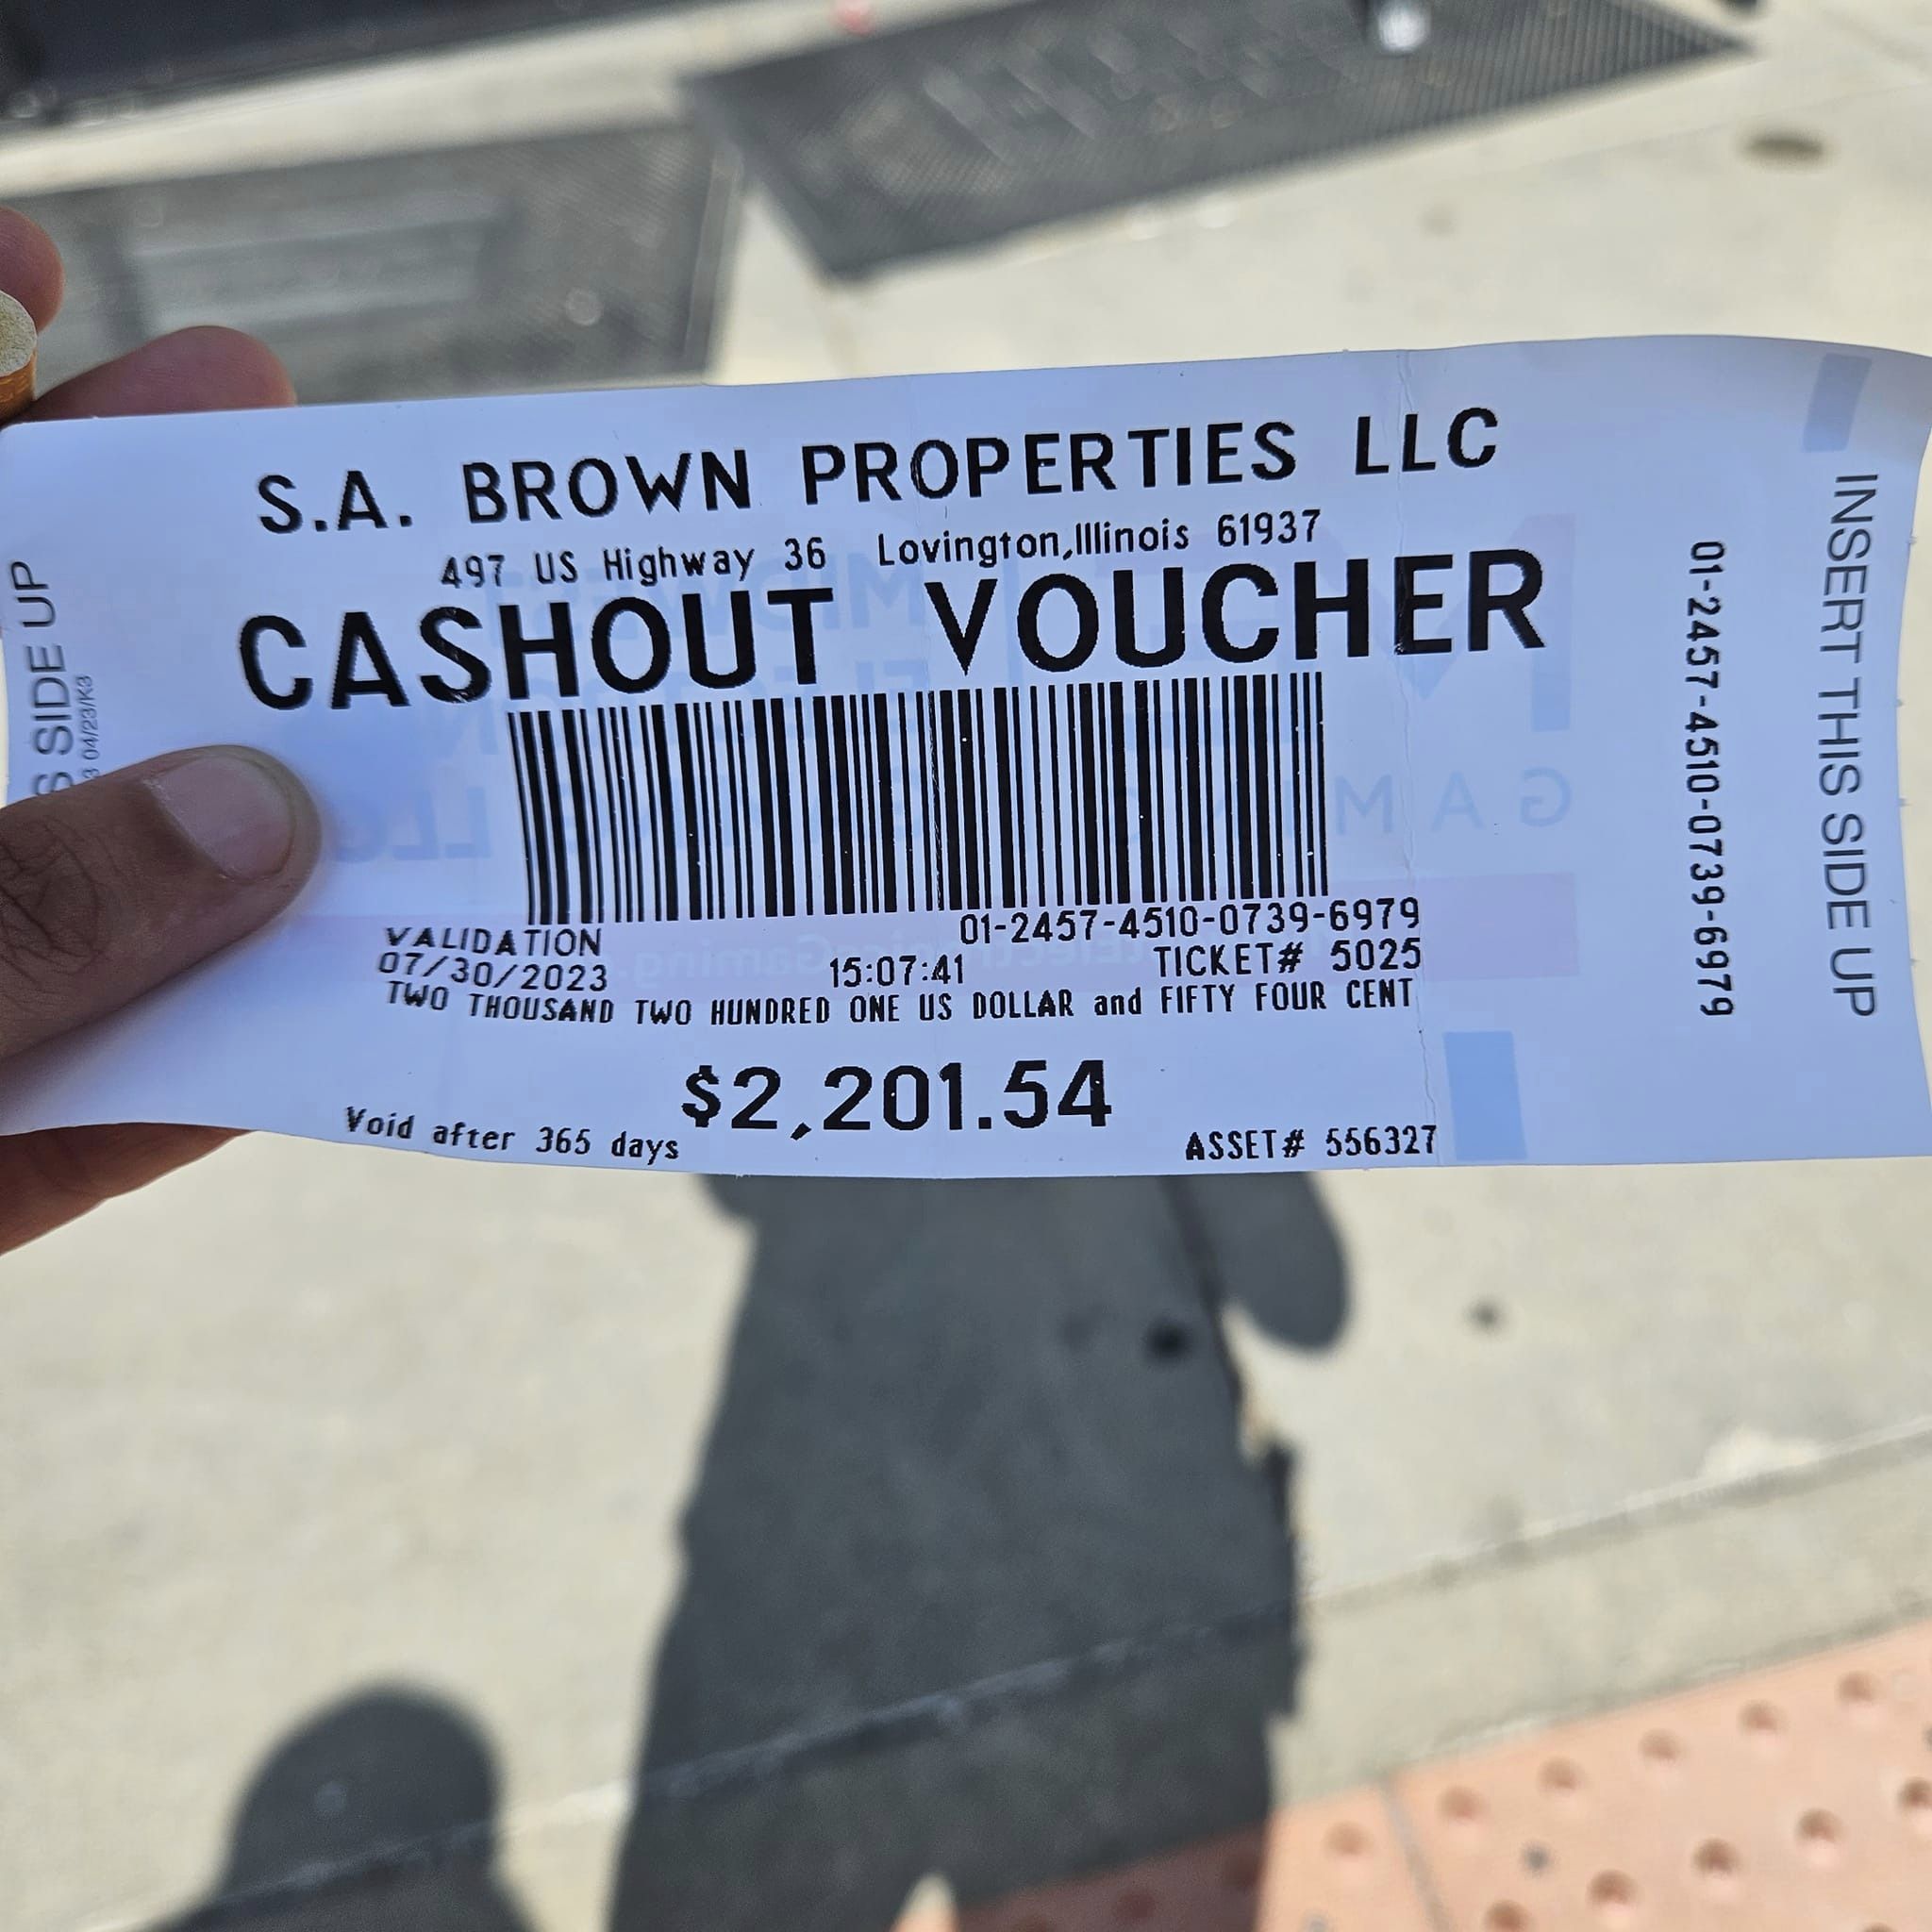 S.A. BROWN PROPERTIES LLC
497 US Highway 36 Lovington,Illinois 61937
CASHOUT VOUCHER
01-2457-4510-0739-6979
VALIDATION
07/30/2023 15:07:41 TICKET# 5025
TWO THOUSAND TWO HUNDRED ONE US DOLLAR and FIFTY FOUR CENT
$2,201.54
Void after 365 days
ASSET# 556327
01-2457-4510-0739-6979
INSERT THIS SIDE UP
SIDE UP
04/23/K3